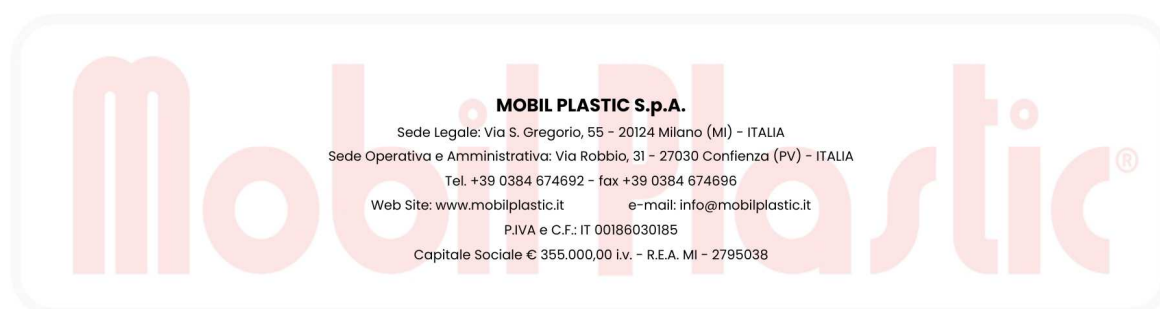 Mobil Plastic®
MOBIL PLASTIC S.p.A.
Sede Legale: Via S. Gregorio, 55 - 20124 Milano (MI) - ITALIA
Sede Operativa e Amministrativa: Via Robbio, 31 - 27030 Confienza (PV) - ITALIA
Tel. +39 0384 674692 - fax +39 0384 674696
Web Site: www.mobilplastic.it e-mail: info@mobilplastic.it
P.IVA e C.F.: IT 00186030185
Capitale Sociale € 355.000,00 i.v. - R.E.A. MI - 2795038